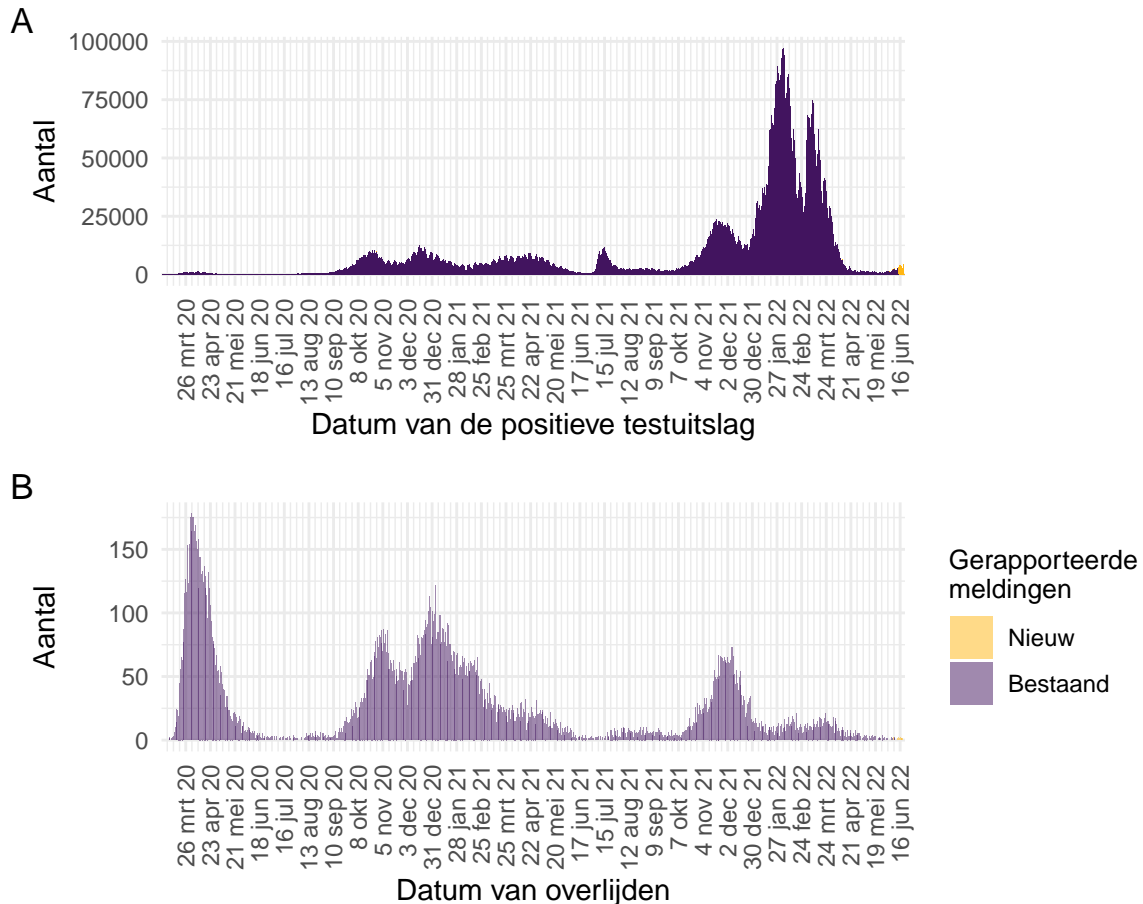 A
100000
75000
50000
25000
0
Aantal
26 mrt 20
23 apr 20
21 mei 20
18 jun 20
16 jul 20
13 aug 20
10 sep 20
8 okt 20
5 nov 20
3 dec 20
31 dec 20
28 jan 21
25 feb 21
25 mrt 21
22 apr 21
20 mei 21
17 jun 21
15 jul 21
12 aug 21
9 sep 21
7 okt 21
4 nov 21
2 dec 21
30 dec 21
27 jan 22
24 feb 22
24 mrt 22
21 apr 22
19 mei 22
16 jun 22
Datum van de positieve testuitslag
B
150
100
50
0
Aantal
26 mrt 20
23 apr 20
21 mei 20
18 jun 20
16 jul 20
13 aug 20
10 sep 20
8 okt 20
5 nov 20
3 dec 20
31 dec 20
28 jan 21
25 feb 21
25 mrt 21
22 apr 21
20 mei 21
17 jun 21
15 jul 21
12 aug 21
9 sep 21
7 okt 21
4 nov 21
2 dec 21
30 dec 21
27 jan 22
24 feb 22
24 mrt 22
21 apr 22
19 mei 22
16 jun 22
Datum van overlijden
Gerapporteerde
meldingen
Nieuw
Bestaand